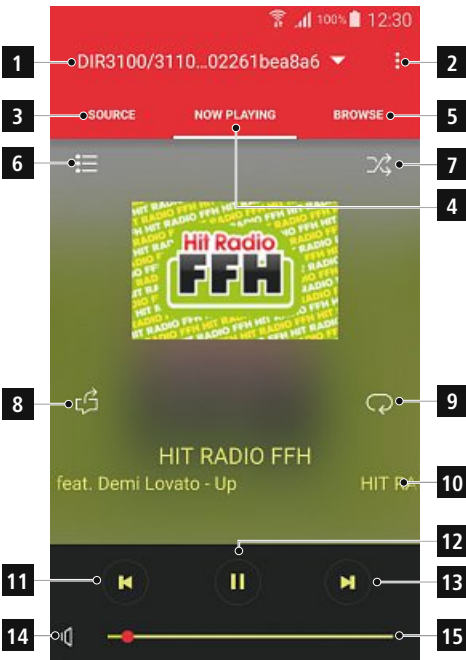 100% 12:30
1 DIR3100/3110...02261bea8a6 2
3 SOURCE NOW PLAYING BROWSE 5
6 7
4
Hit Radio
FFH
8 9
HIT RADIO FFH
feat. Demi Lovato - Up HIT RA 10
12
11 13
14 15